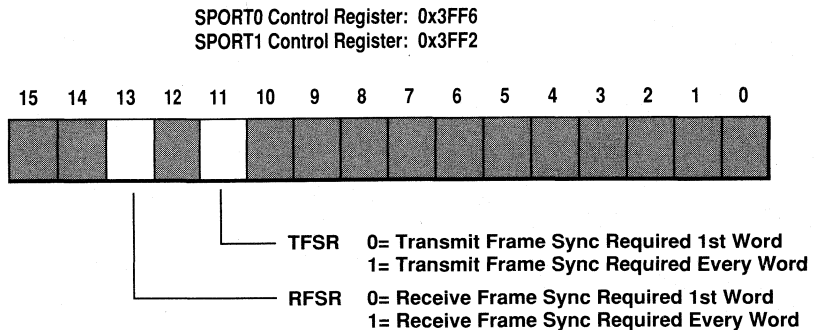 SPORT0 Control Register: 0x3FF6
SPORT1 Control Register: 0x3FF2
15 14 13 12 11 10 9 8 7 6 5 4 3 2 1 0
TFSR 0= Transmit Frame Sync Required 1st Word
1= Transmit Frame Sync Required Every Word
RFSR 0= Receive Frame Sync Required 1st Word
1= Receive Frame Sync Required Every Word